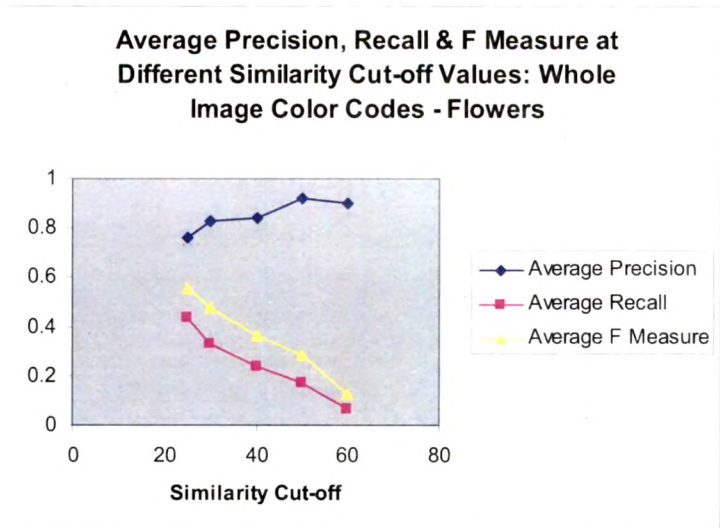 Average Precision, Recall & F Measure at
Different Similarity Cut-off Values: Whole
Image Color Codes - Flowers
1
0.8
0.6
0.4
0.2
0
0 20 40 60 80
Similarity Cut-off
Average Precision
Average Recall
Average F Measure